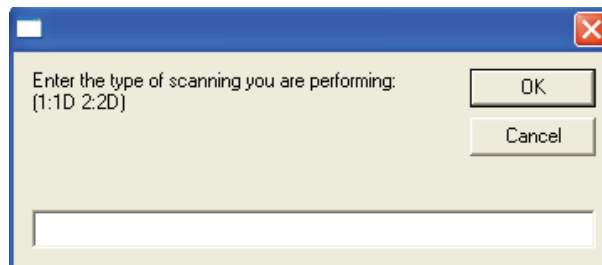 Enter the type of scanning you are performing:
(1:1D 2:2D)
OK
Cancel